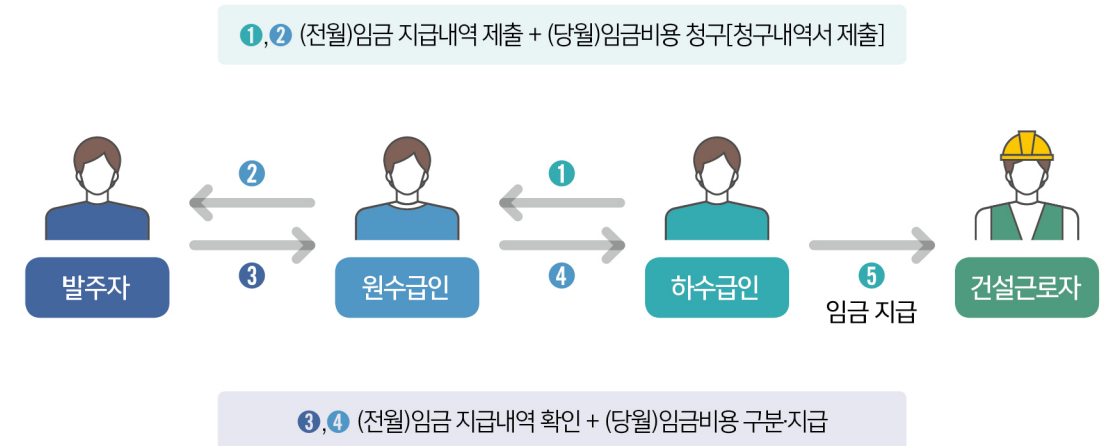 ❶,❷ (전월)임금 지급내역 제출 + (당월)임금비용 청구[청구내역서 제출]
❷
❶
❸
❹
❺
발주자
원수급인
하수급인
임금 지급
건설근로자
❸,❹ (전월)임금 지급내역 확인 + (당월)임금비용 구분·지급